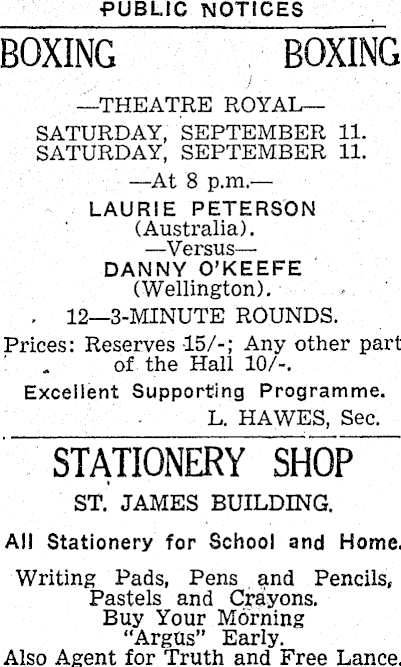 PUBLIC NOTICES
BOXING BOXING
—THEATRE ROYAL—
SATURDAY, SEPTEMBER 11.
SATURDAY, SEPTEMBER 11.
—At 8 p.m.—
LAURIE PETERSON
(Australia).
—Versus—
DANNY O'KEEFE
(Wellington).
12—3-MINUTE ROUNDS.
Prices: Reserves 15/-; Any other part
of the Hall 10/-.
Excellent Supporting Programme.
L. HAWES, Sec.
STATIONERY SHOP
ST. JAMES BUILDING.
All Stationery for School and Home.
Writing Pads, Pens and Pencils,
Pastels and Crayons.
Buy Your Morning
"Argus" Early.
Also Agent for Truth and Free Lance.